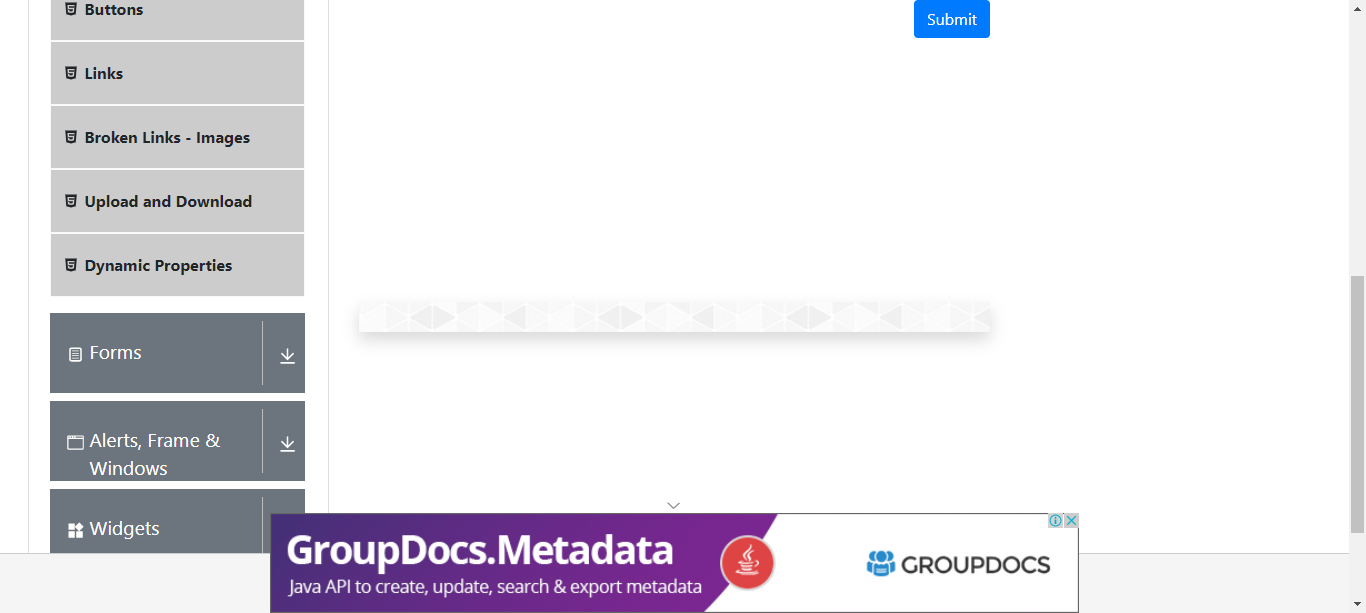 Buttons
Submit
Links
Broken Links - Images
Upload and Download
Dynamic Properties
Forms
Alerts, Frame &
Windows
Widgets
GroupDocs.Metadata
Java API to create, update, search & export metadata
GROUPDOCS